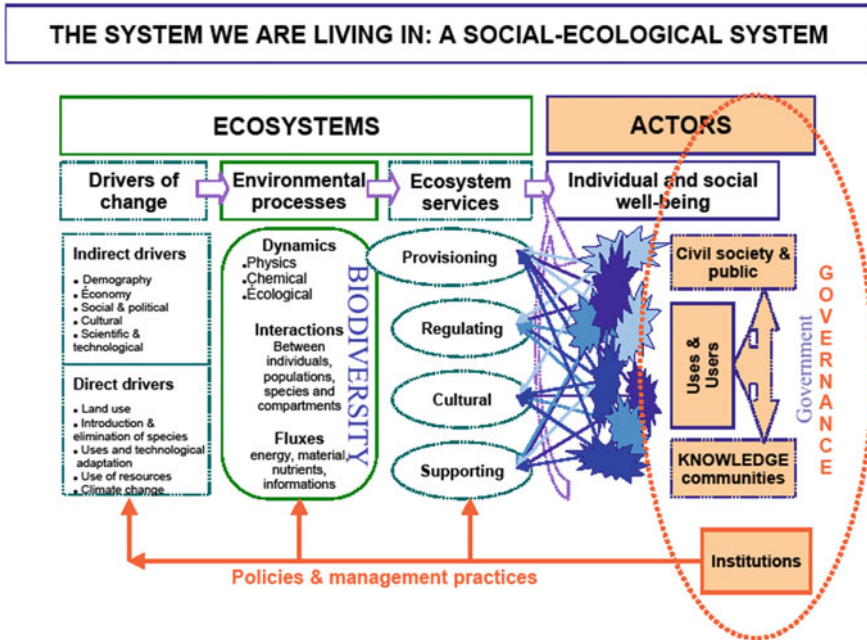 THE SYSTEM WE ARE LIVING IN: A SOCIAL-ECOLOGICAL SYSTEM
ECOSYSTEMS
ACTORS
Drivers of
change
Environmental
processes
Ecosystem
services
Individual and social
well-being
Indirect drivers
• Demography
• Économy
• Social & political
• Cultural
• Scientific &
technological
Direct drivers
• Land use
• Introduction &
elimination of species
• Uses and technological
adaptation
• Use of resources
• Climate change
Dynamics
•Physics
•Chemical
•Écological
Interactions
Between
individuals,
populations,
species and
compartments
Fluxes
energy, material,
nutrients,
informations
BIODIVERSITY
Provisioning
Regulating
Cultural
Supporting
Civil society &
public
Uses &
Users
KNOWLEDGE
communities
Government
GOVERNANCE
Institutions
Policies & management practices